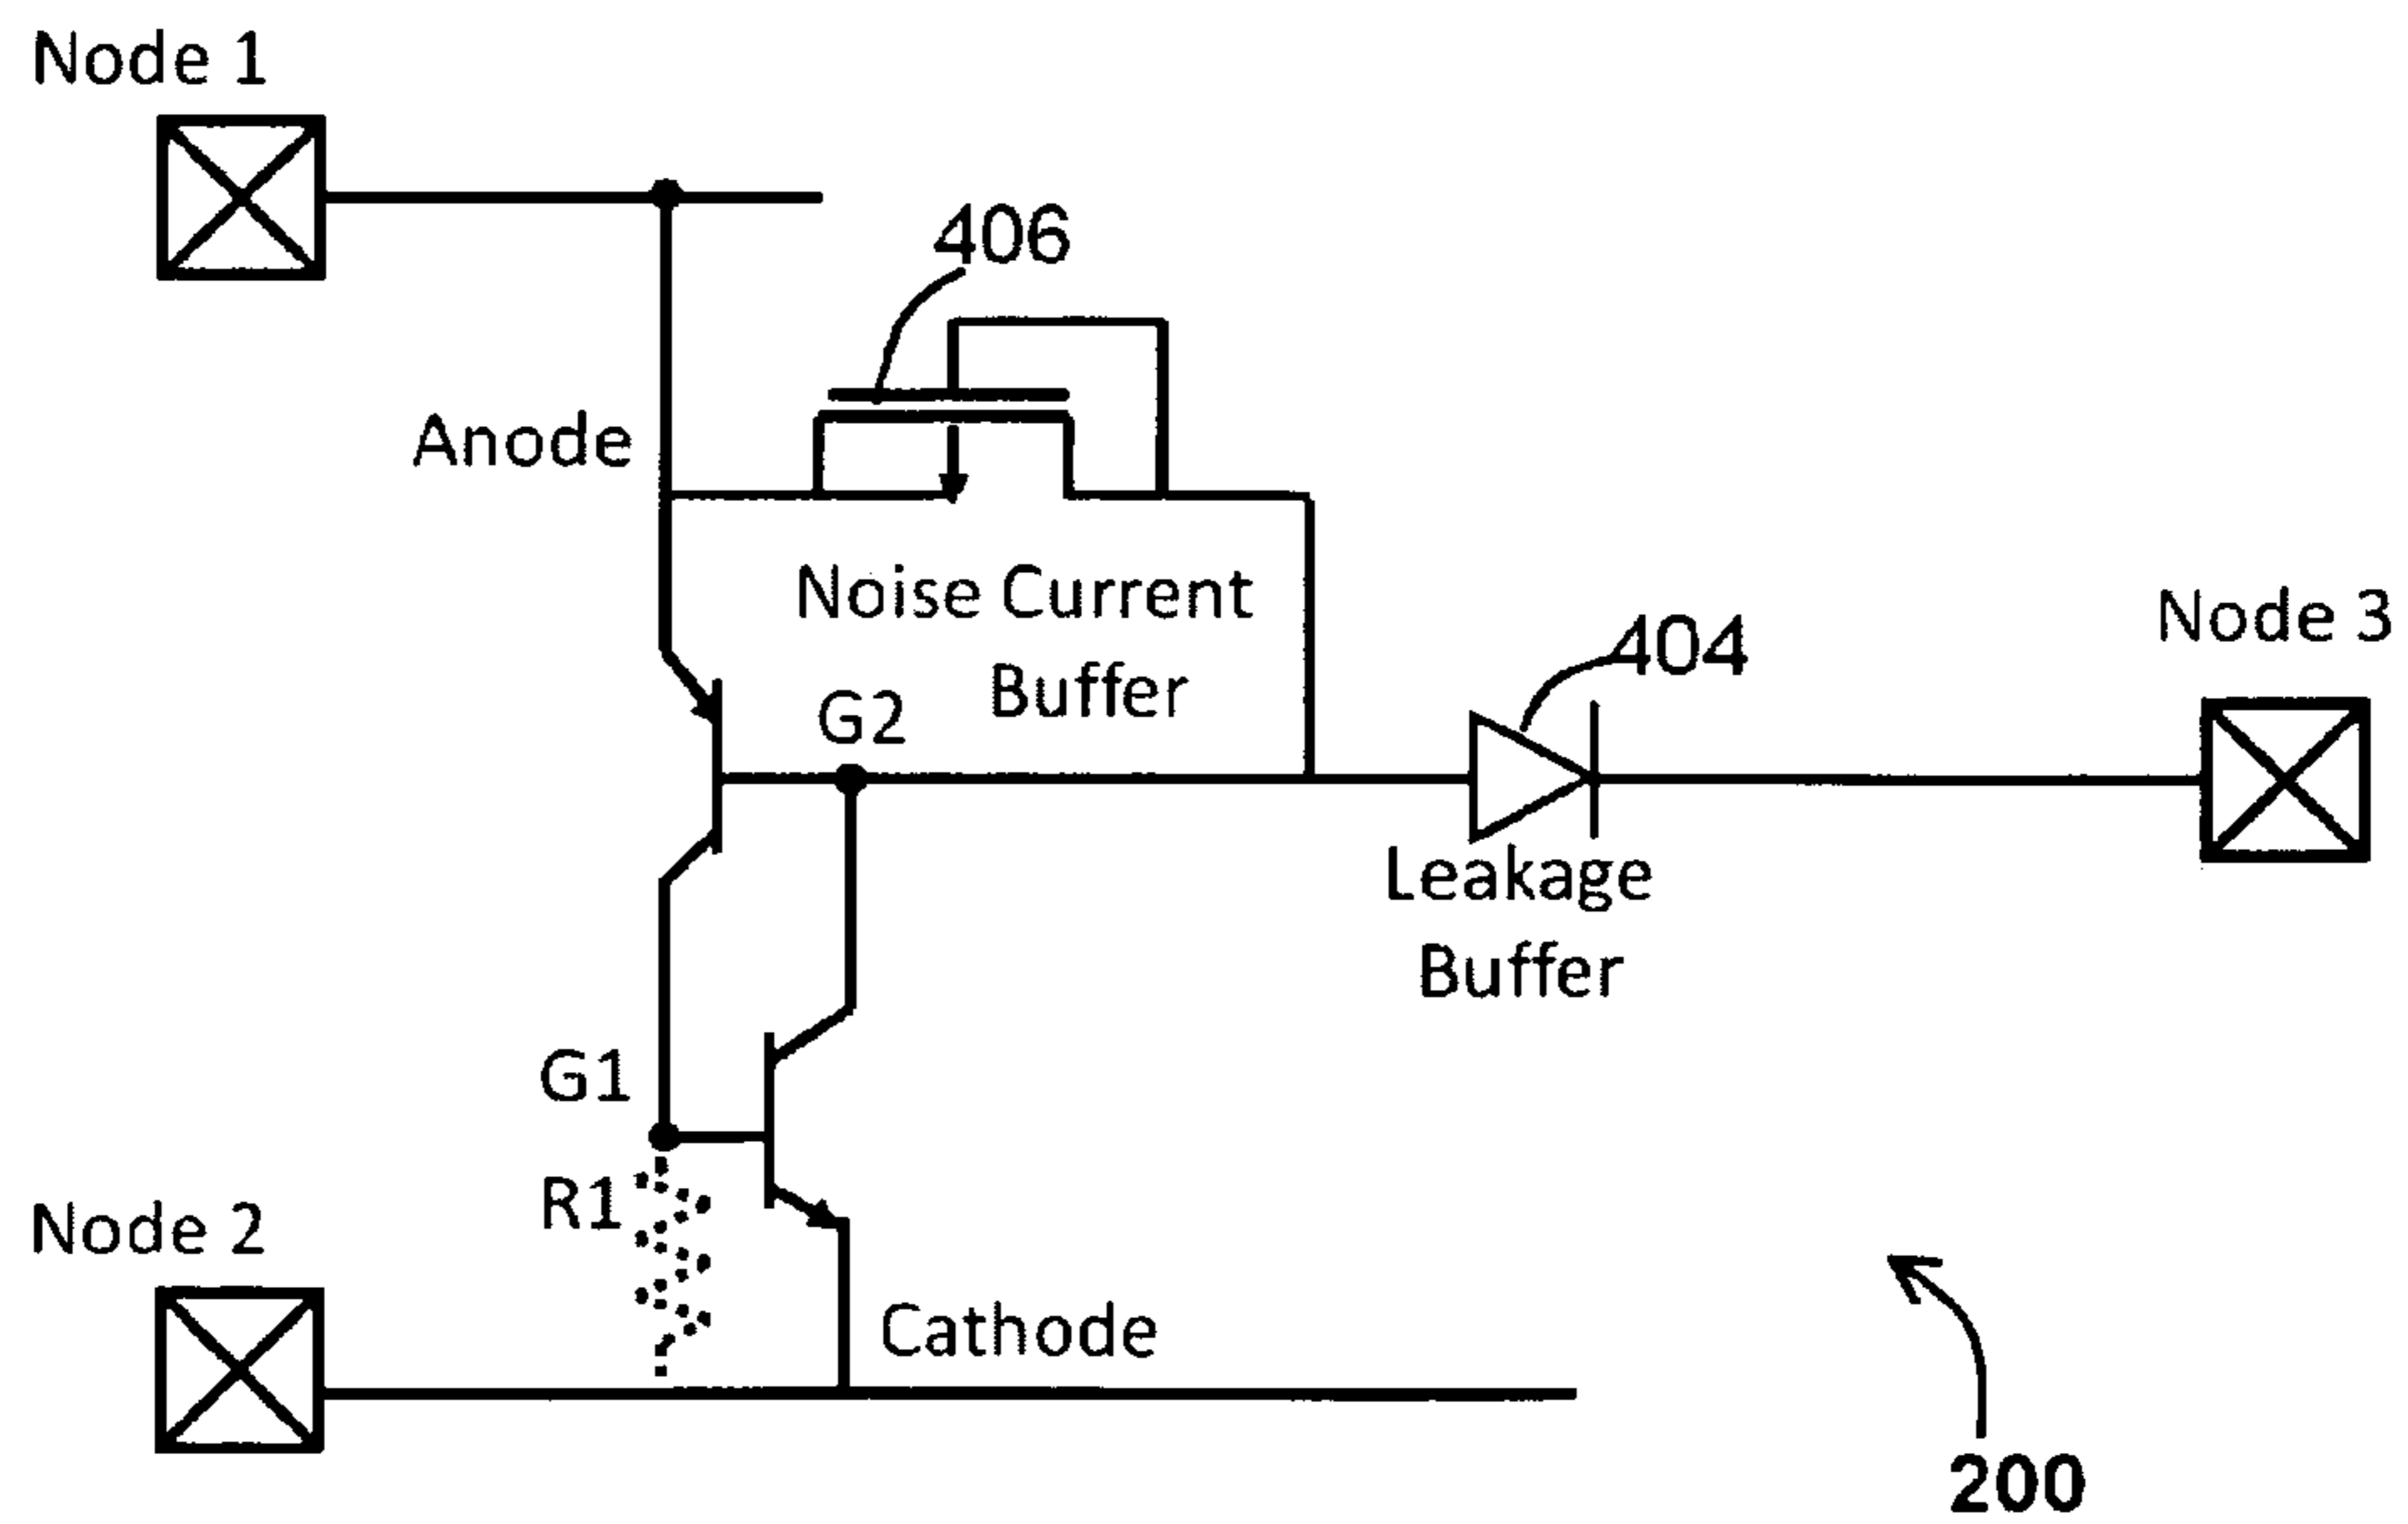 Node 1
406
Anode
Noise Current
Buffer
G2
404
Node 3
Leakage
Buffer
G1
R1
Node 2
Cathode
200